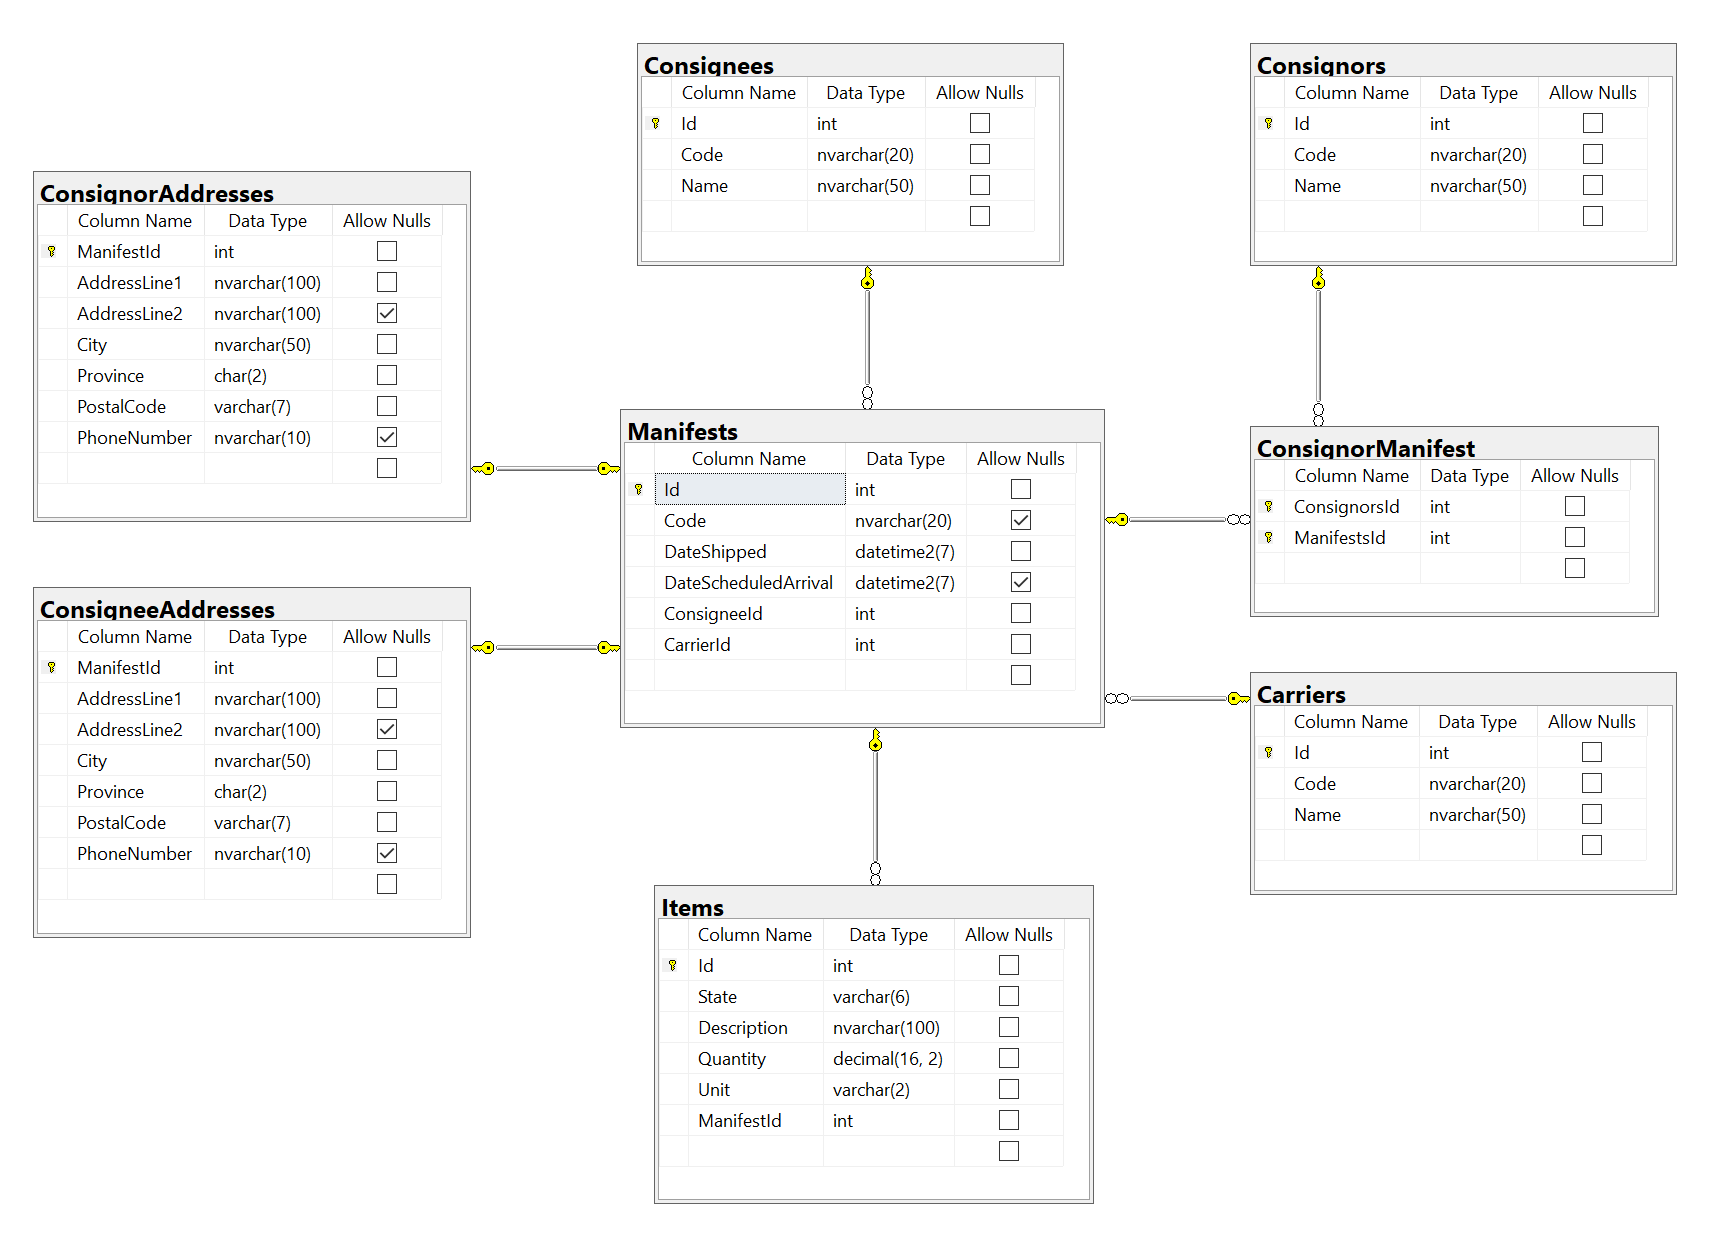 Consignees
Column Name Data Type Allow Nulls
Id int
Code nvarchar(20)
Name nvarchar(50)
Consignors
Column Name Data Type Allow Nulls
Id int
Code nvarchar(20)
Name nvarchar(50)
ConsignorAddresses
Column Name Data Type Allow Nulls
ManifestId int
AddressLine1 nvarchar(100)
AddressLine2 nvarchar(100)
City nvarchar(50)
Province char(2)
PostalCode varchar(7)
PhoneNumber nvarchar(10)
Manifests
Column Name Data Type Allow Nulls
Id int
Code nvarchar(20)
DateShipped datetime2(7)
DateScheduledArrival datetime2(7)
ConsigneeId int
CarrierId int
ConsignorManifest
Column Name Data Type Allow Nulls
ConsignorsId int
ManifestsId int
ConsigneeAddresses
Column Name Data Type Allow Nulls
ManifestId int
AddressLine1 nvarchar(100)
AddressLine2 nvarchar(100)
City nvarchar(50)
Province char(2)
PostalCode varchar(7)
PhoneNumber nvarchar(10)
Carriers
Column Name Data Type Allow Nulls
Id int
Code nvarchar(20)
Name nvarchar(50)
Items
Column Name Data Type Allow Nulls
Id int
State varchar(6)
Description nvarchar(100)
Quantity decimal(16, 2)
Unit varchar(2)
ManifestId int